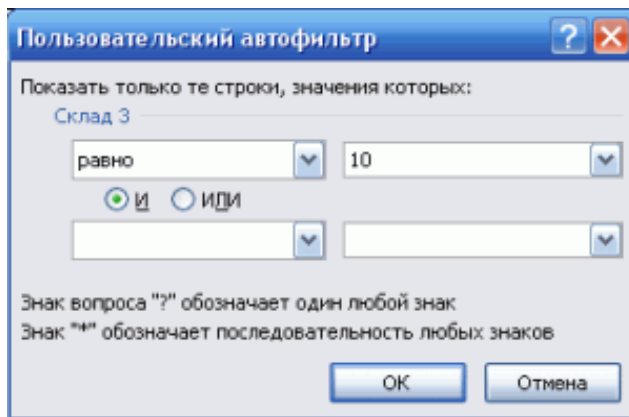 Пользовательский автофильтр
Показать только те строки, значения которых:
Склад 3
равно 10
И ИЛИ
Знак вопроса "?" обозначает один любой знак
Знак "*" обозначает последовательность любых знаков
ОК Отмена